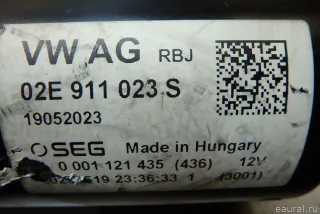 VW AG RBJ
02E 911 023 S
19052023
SEG Made in Hungary
0 001 121 435 (436) 12V
519 23:36:33 1 (3001)
eaural.ru